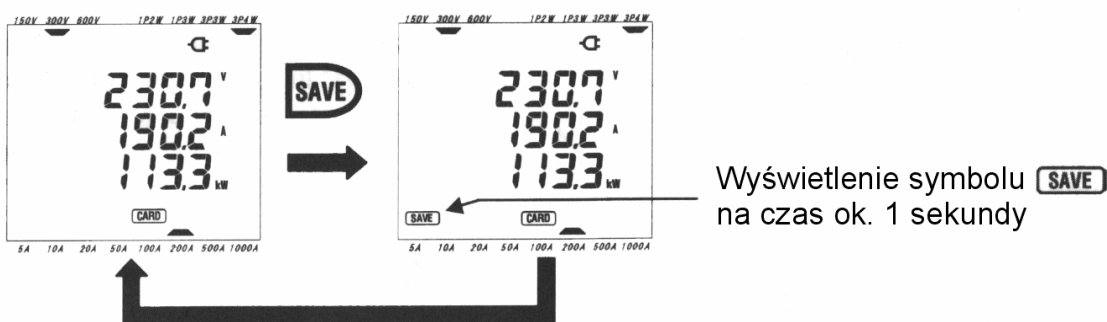 150V 300V 600V 1P2W 1P3W 3P3W 3P4W
230.7 V
190.2 A
113.3 kW
CARD
5A 10A 20A 50A 100A 200A 500A 1000A
SAVE
150V 300V 600V 1P2W 1P3W 3P3W 3P4W
230.7 V
190.2 A
113.3 kW
SAVE CARD
5A 10A 20A 50A 100A 200A 500A 1000A
Wyświetlenie symbolu SAVE
na czas ok. 1 sekundy